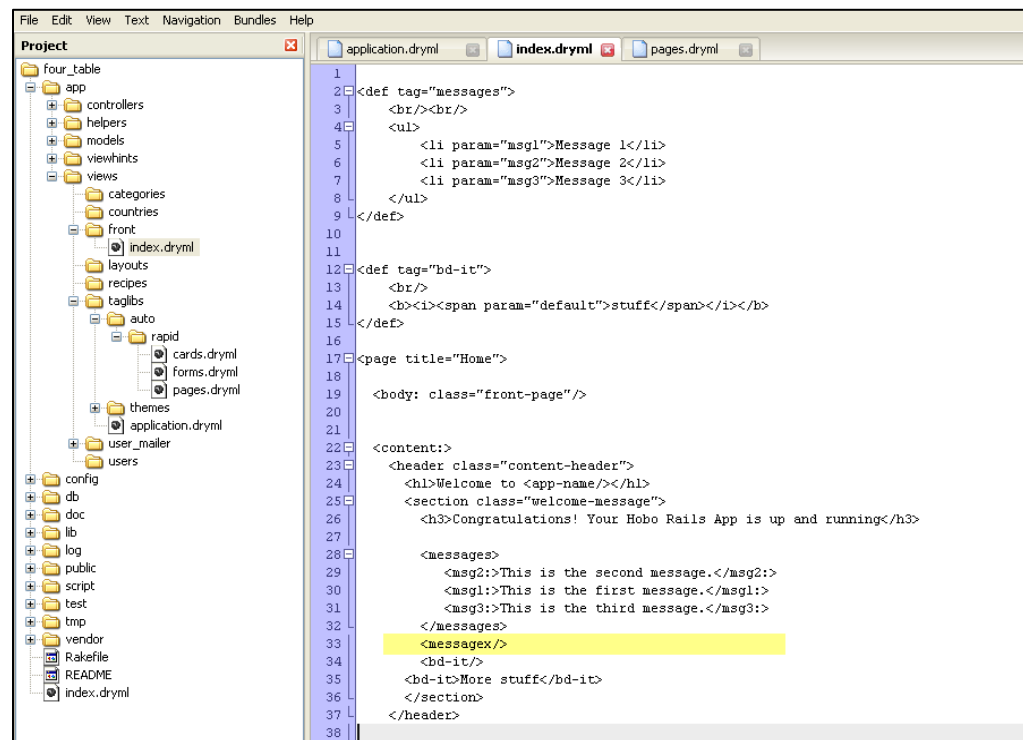 File Edit View Text Navigation Bundles Help
Project
four_table
app
controllers
helpers
models
viewhints
views
categories
countries
front
index.dryml
layouts
recipes
taglibs
auto
rapid
cards.dryml
forms.dryml
pages.dryml
themes
application.dryml
user_mailer
users
config
db
doc
lib
log
public
script
test
tmp
vendor
Rakefile
README
index.dryml
application.dryml index.dryml pages.dryml
1
2 <def tag="messages">
3 <br/><br/>
4 <ul>
5 <li param="msg1">Message 1</li>
6 <li param="msg2">Message 2</li>
7 <li param="msg3">Message 3</li>
8 </ul>
9 </def>
10
11
12 <def tag="bd-it">
13 <br/>
14 <b><i><span param="default">stuff</span></i></b>
15 </def>
16
17 <page title="Home">
18
19 <body: class="front-page"/>
20
21
22 <content:>
23 <header class="content-header">
24 <h1>Welcome to <app-name/></h1>
25 <section class="welcome-message">
26 <h3>Congratulations! Your Hobo Rails App is up and running</h3>
27
28 <messages>
29 <msg2:>This is the second message.</msg2:>
30 <msg1:>This is the first message.</msg1:>
31 <msg3:>This is the third message.</msg3:>
32 </messages>
33 <messagex/>
34 <bd-it/>
35 <bd-it>More stuff</bd-it>
36 </section>
37 </header>
38